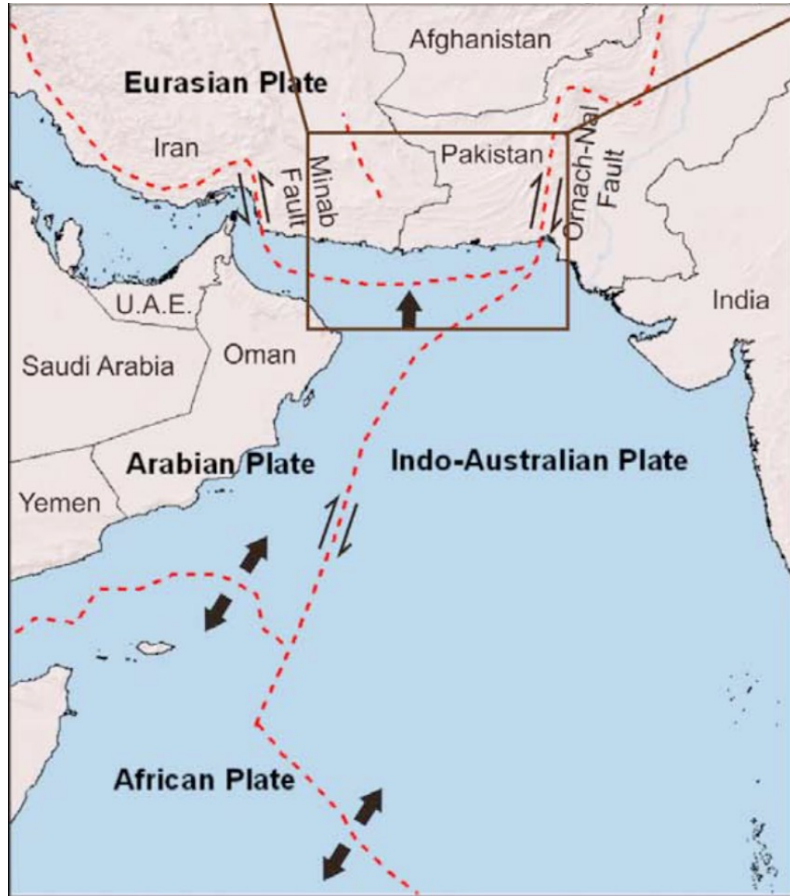 Afghanistan
Eurasian Plate
Iran
Minab
Fault
Pakistan
Ornach-Nal
Fault
U.A.E.
India
Oman
Saudi Arabia
Arabian Plate
Indo-Australian Plate
Yemen
African Plate